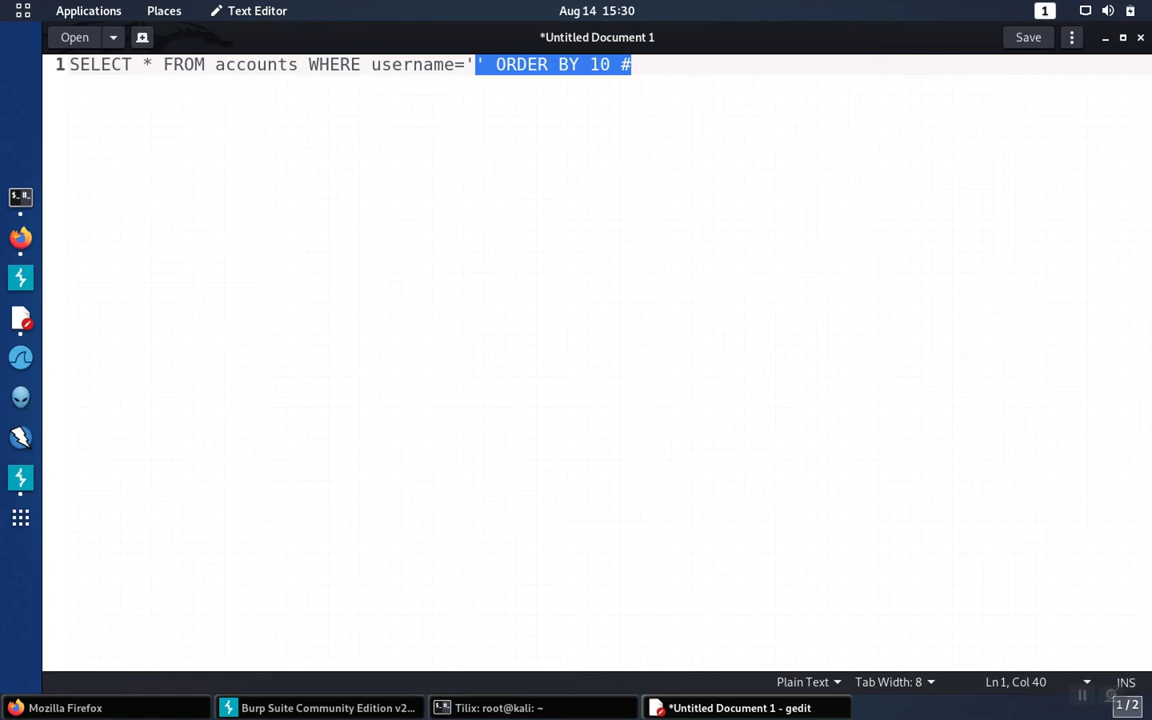 Applications Places Text Editor Aug 14 15:30 1
Open *Untitled Document 1 Save
1 SELECT * FROM accounts WHERE username='' ORDER BY 10 #
Plain Text Tab Width: 8 Ln 1, Col 40 INS
Mozilla Firefox Burp Suite Community Edition v2... Tilix: root@kali: ~ *Untitled Document 1 - gedit 1 / 2